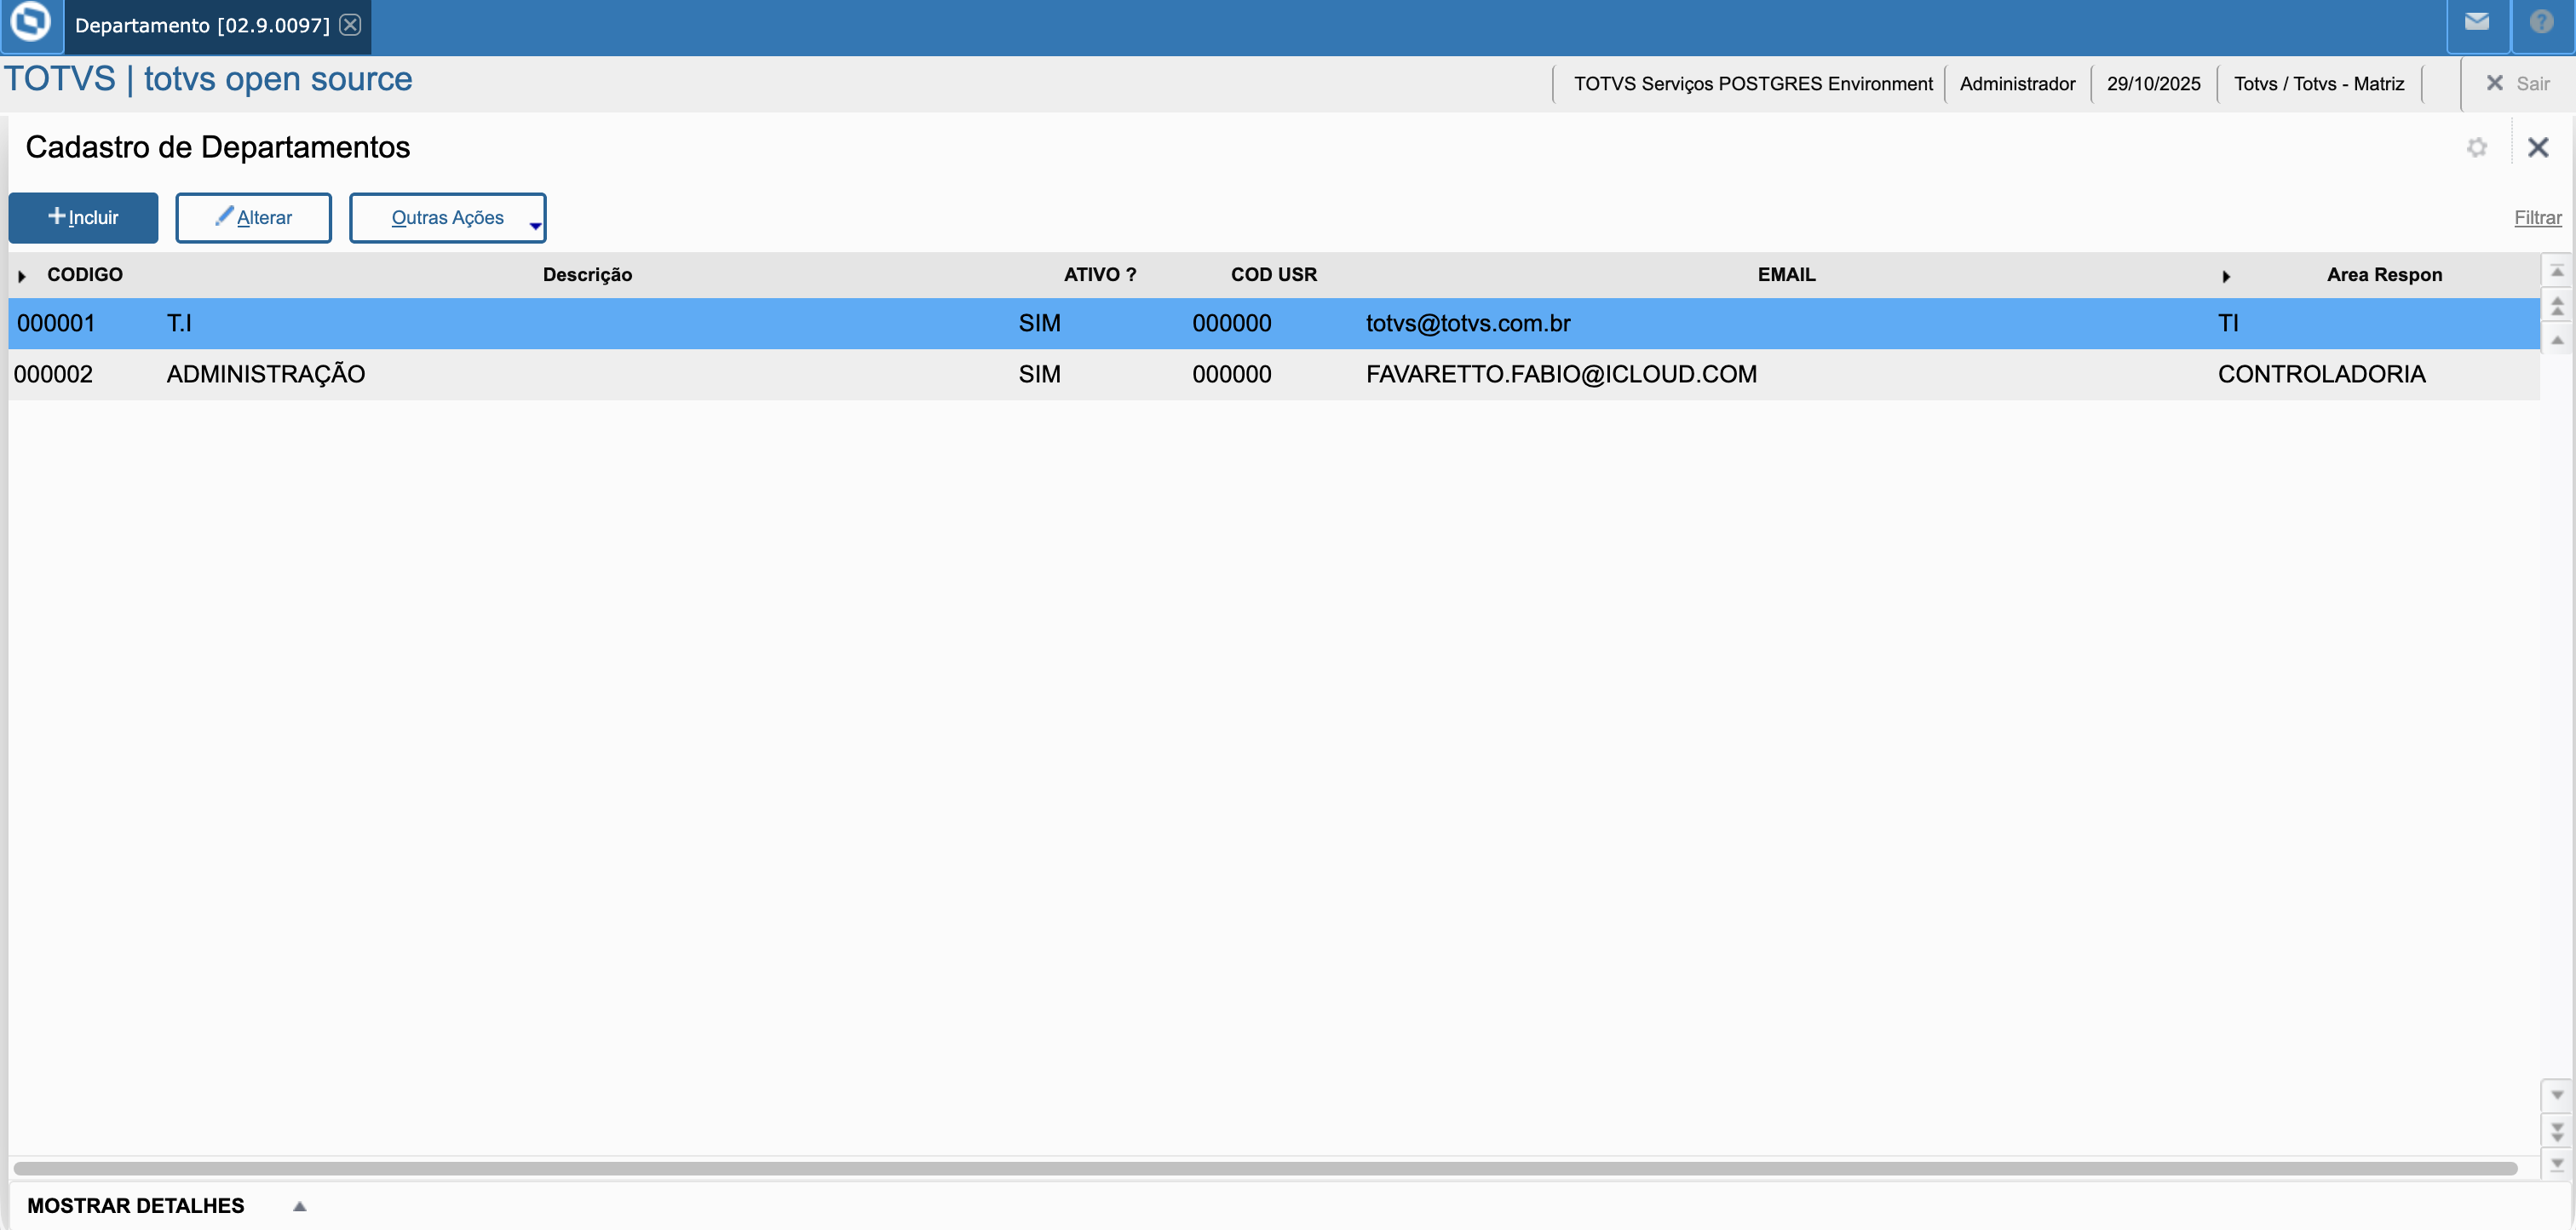 Departamento [02.9.0097]
TOTVS | totvs open source
TOTVS Serviços POSTGRES Environment Administrador 29/10/2025 Totvs / Totvs - Matriz Sair
Cadastro de Departamentos
Incluir Alterar Outras Ações Filtrar
CODIGO Descrição ATIVO ? COD USR EMAIL Area Respon
000001 T.I SIM 000000 totvs@totvs.com.br TI
000002 ADMINISTRAÇÃO SIM 000000 FAVARETTO.FABIO@ICLOUD.COM CONTROLADORIA
MOSTRAR DETALHES